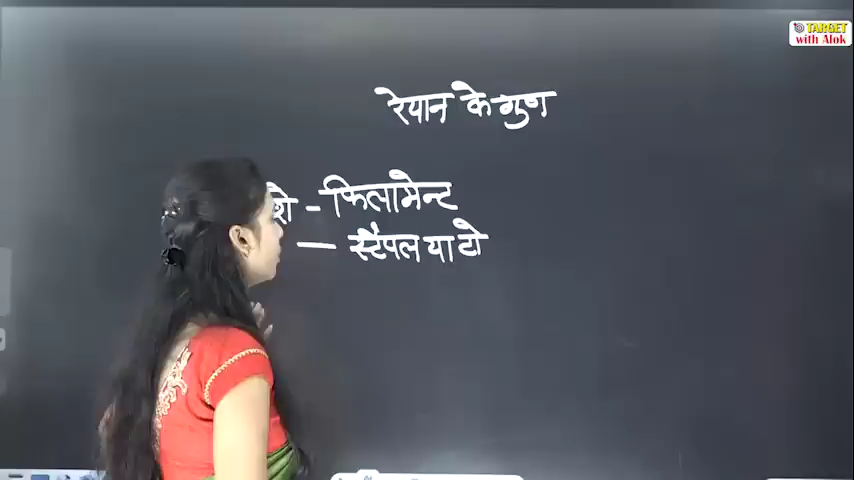 TARGET
with Alok
रेयान के गुण
- फिलामेन्ट
— स्टैपल या टो